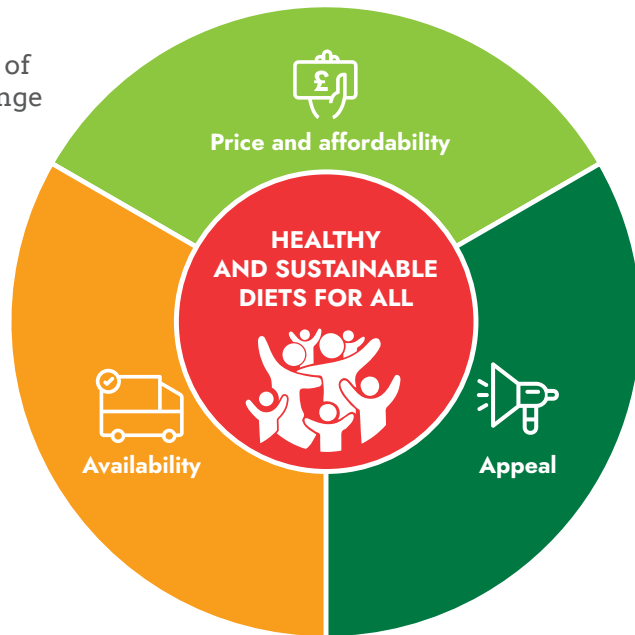 of
nge
£
Price and affordability
HEALTHY
AND SUSTAINABLE
DIETS FOR ALL
Availability
Appeal